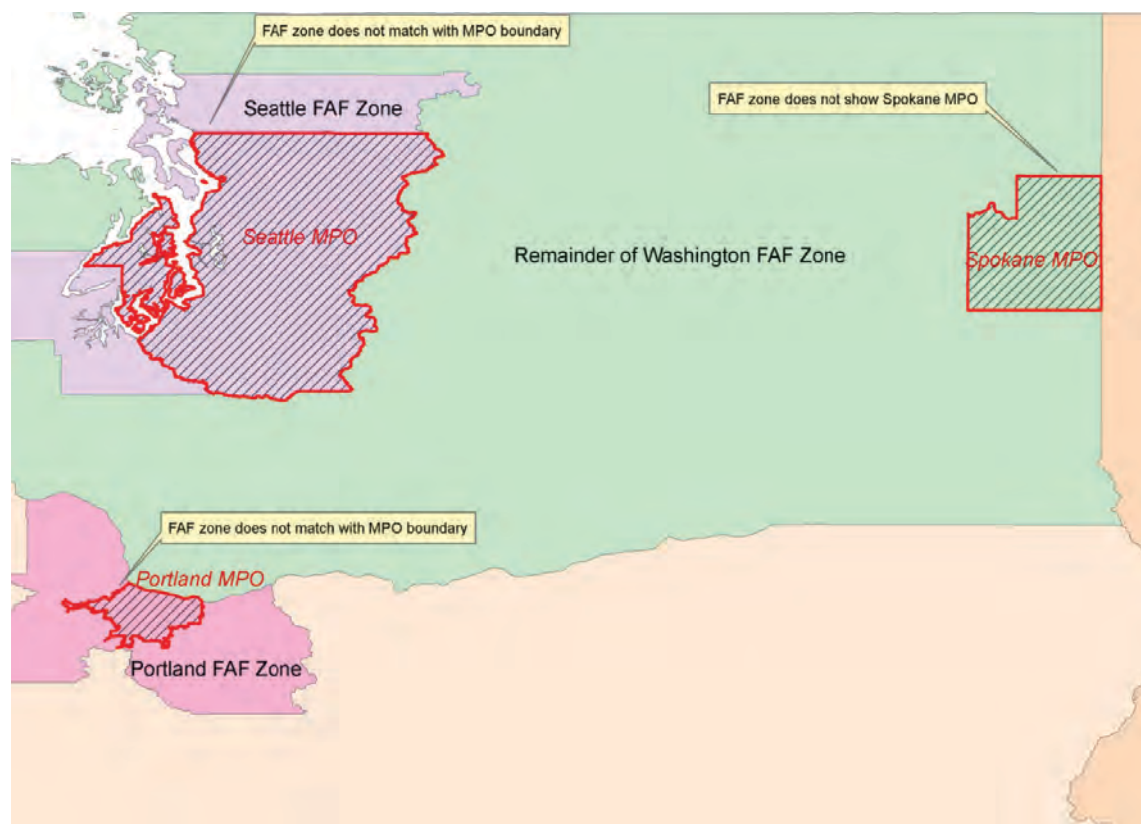 FAF zone does not match with MPO boundary
Seattle FAF Zone
FAF zone does not show Spokane MPO
Seattle MPO
Remainder of Washington FAF Zone
Spokane MPO
FAF zone does not match with MPO boundary
Portland MPO
Portland FAF Zone